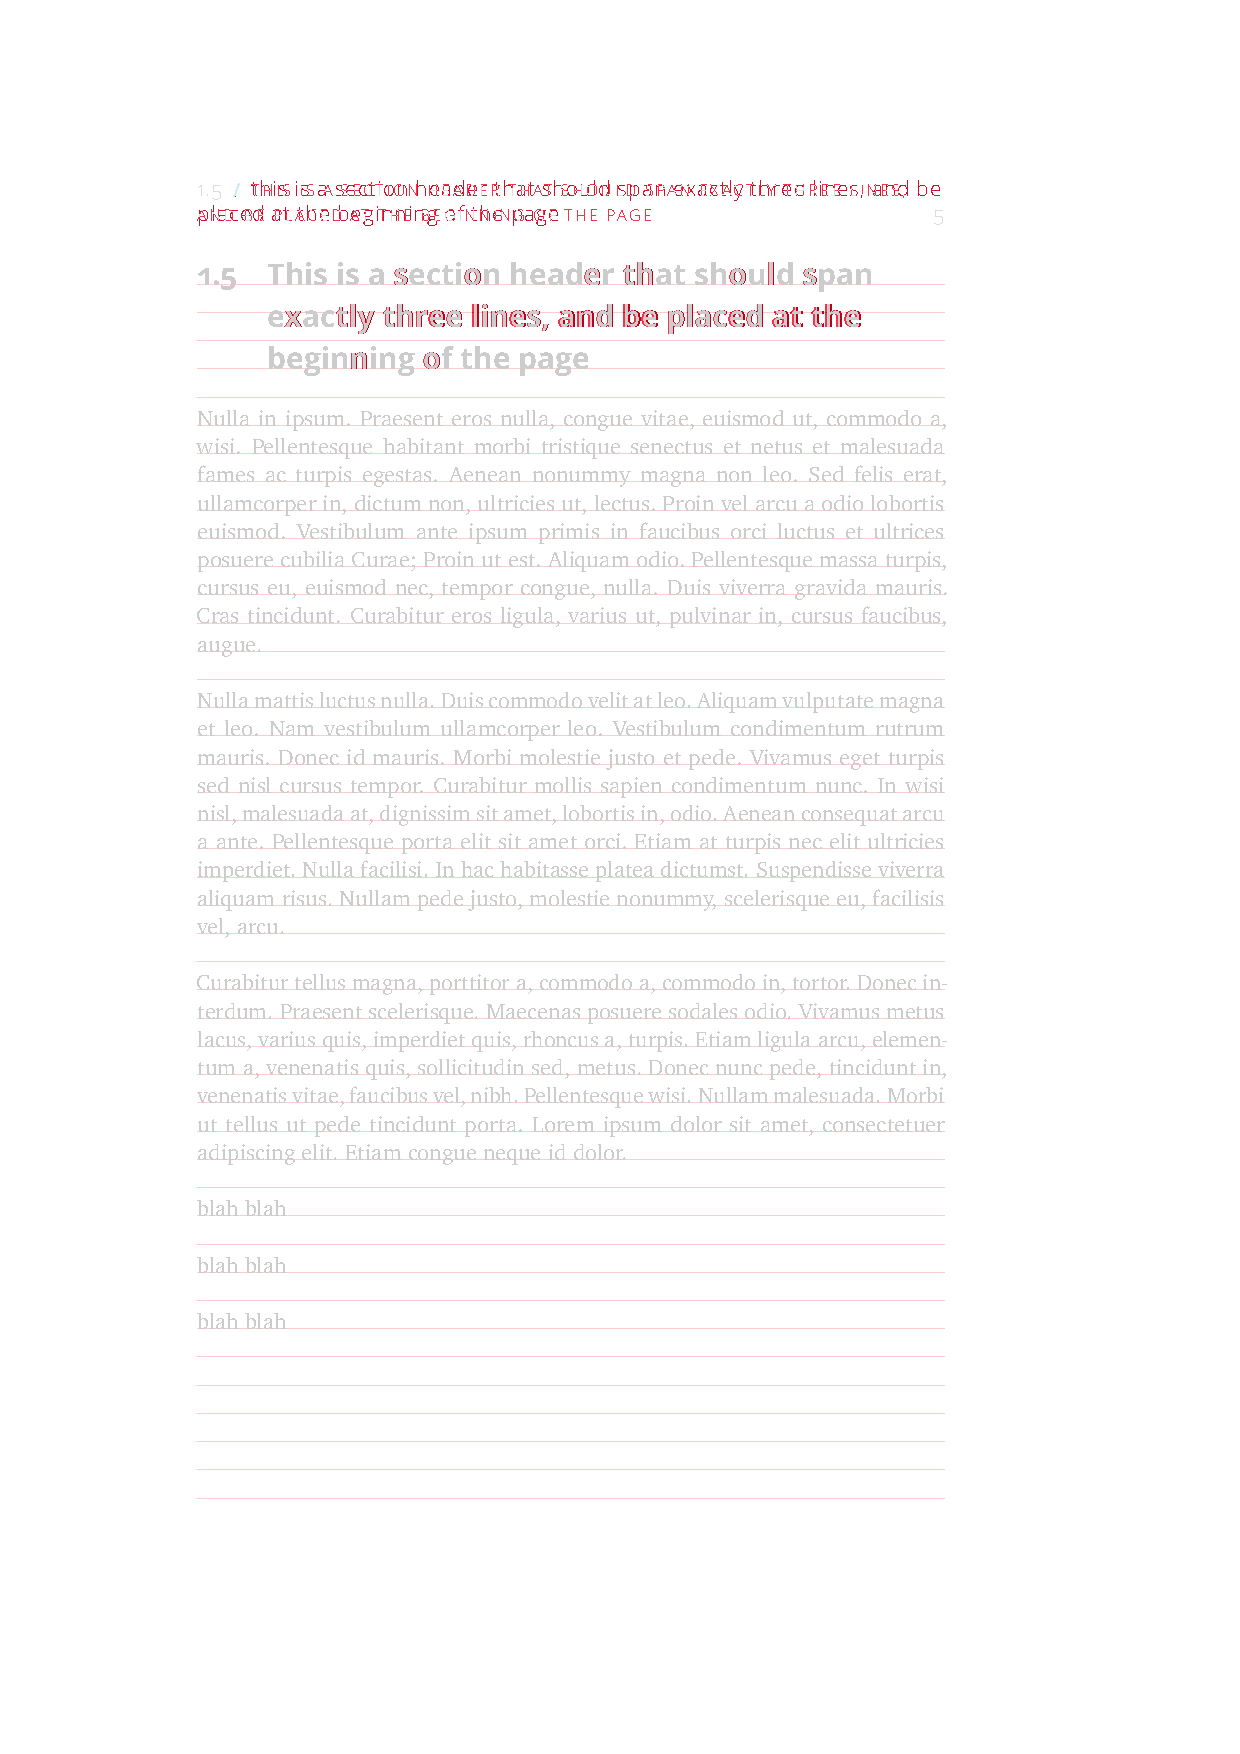 1.5 / this is a section header that should span exactly three lines, and be
placed at the beginning of the page THE PAGE 5
1.5 This is a section header that should span
exactly three lines, and be placed at the
beginning of the page
Nulla in ipsum. Praesent eros nulla, congue vitae, euismod ut, commodo a,
wisi. Pellentesque habitant morbi tristique senectus et netus et malesuada
fames ac turpis egestas. Aenean nonummy magna non leo. Sed felis erat,
ullamcorper in, dictum non, ultricies ut, lectus. Proin vel arcu a odio lobortis
euismod. Vestibulum ante ipsum primis in faucibus orci luctus et ultrices
posuere cubilia Curae; Proin ut est. Aliquam odio. Pellentesque massa turpis,
cursus eu, euismod nec, tempor congue, nulla. Duis viverra gravida mauris.
Cras tincidunt. Curabitur eros ligula, varius ut, pulvinar in, cursus faucibus,
augue.
Nulla mattis luctus nulla. Duis commodo velit at leo. Aliquam vulputate magna
et leo. Nam vestibulum ullamcorper leo. Vestibulum condimentum rutrum
mauris. Donec id mauris. Morbi molestie justo et pede. Vivamus eget turpis
sed nisl cursus tempor. Curabitur mollis sapien condimentum nunc. In wisi
nisl, malesuada at, dignissim sit amet, lobortis in, odio. Aenean consequat arcu
a ante. Pellentesque porta elit sit amet orci. Etiam at turpis nec elit ultricies
imperdiet. Nulla facilisi. In hac habitasse platea dictumst. Suspendisse viverra
aliquam risus. Nullam pede justo, molestie nonummy, scelerisque eu, facilisis
vel, arcu.
Curabitur tellus magna, porttitor a, commodo a, commodo in, tortor. Donec in-
terdum. Praesent scelerisque. Maecenas posuere sodales odio. Vivamus metus
lacus, varius quis, imperdiet quis, rhoncus a, turpis. Etiam ligula arcu, elemen-
tum a, venenatis quis, sollicitudin sed, metus. Donec nunc pede, tincidunt in,
venenatis vitae, faucibus vel, nibh. Pellentesque wisi. Nullam malesuada. Morbi
ut tellus ut pede tincidunt porta. Lorem ipsum dolor sit amet, consectetuer
adipiscing elit. Etiam congue neque id dolor.
blah blah
blah blah
blah blah